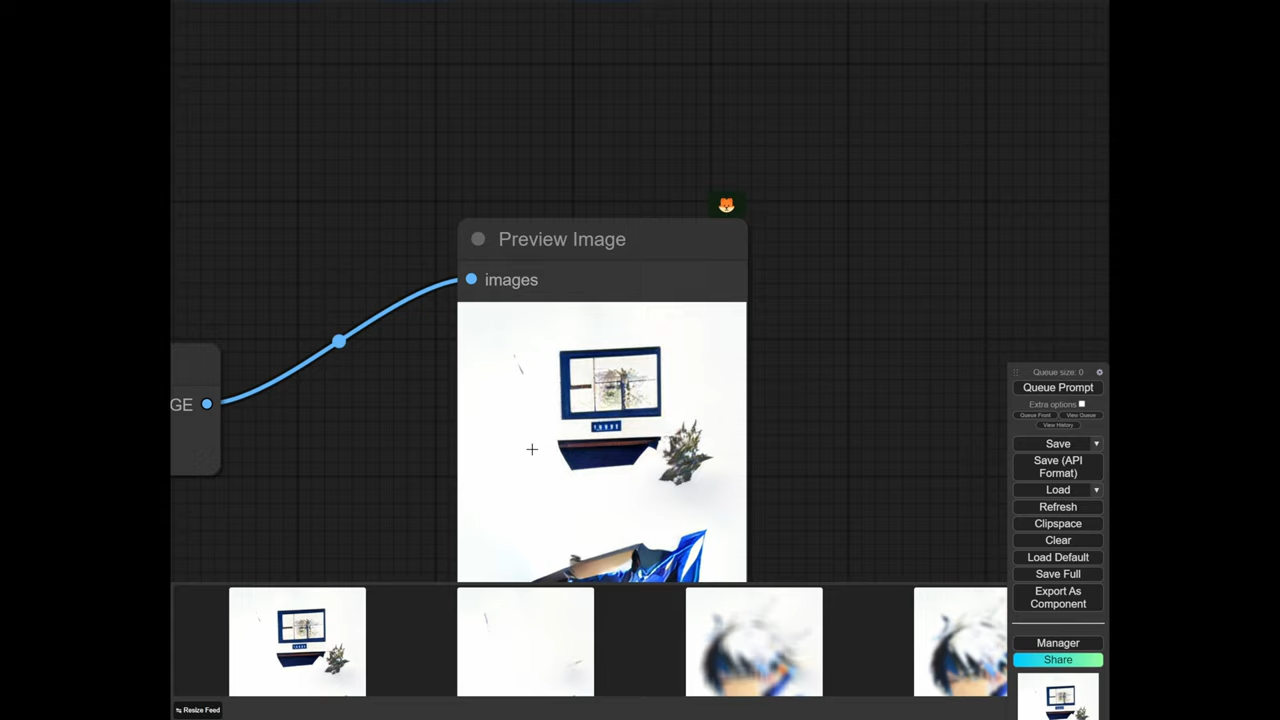 Preview Image
images
GE
Queue size: 0
Queue Prompt
Extra options
Queue Front
View Queue
View History
Save
Save (API
Format)
Load
Refresh
Clipspace
Clear
Load Default
Save Full
Export As
Component
Manager
Share
Resize Feed